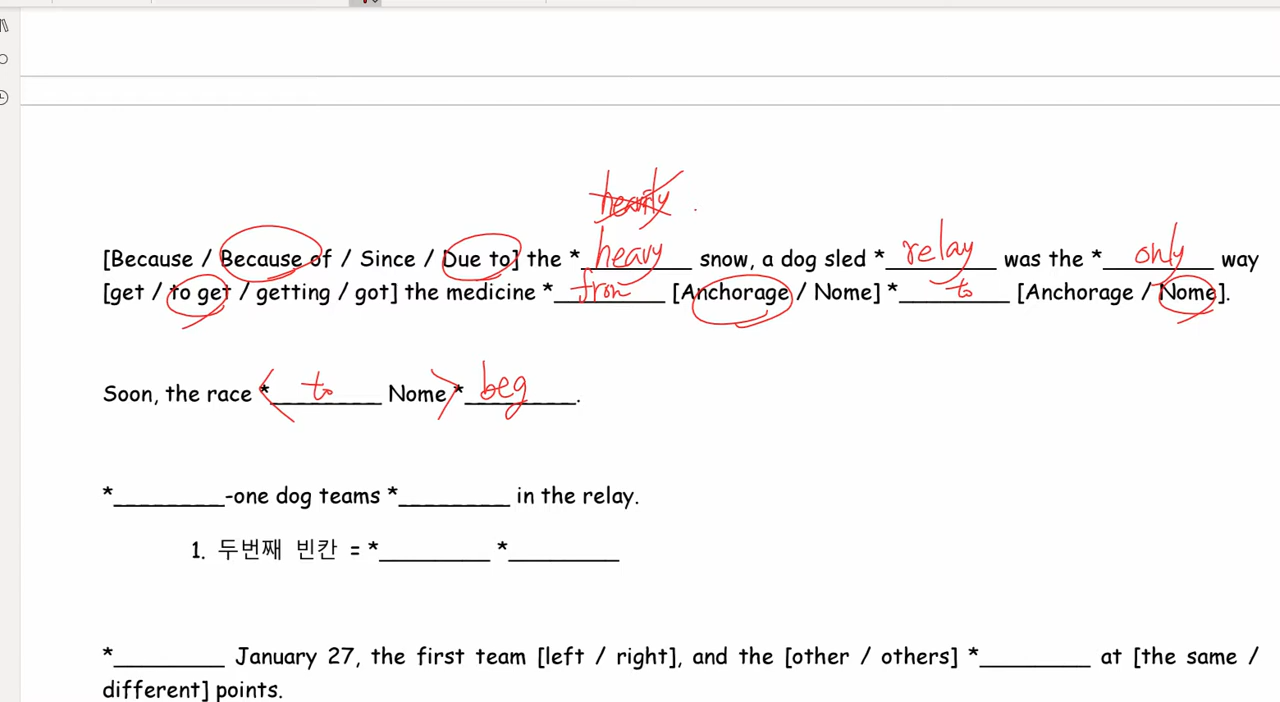 heavy
[Because / Because of / Since / Due to] the * heavy snow, a dog sled * relay was the * only way
[get / to get / getting / got] the medicine * from [Anchorage / Nome] * to [Anchorage / Nome].
Soon, the race < * to Nome > * beg.
*________-one dog teams *________ in the relay.
1. 두번째 빈칸 = *________ *________
*________ January 27, the first team [left / right], and the [other / others] *________ at [the same /
different] points.